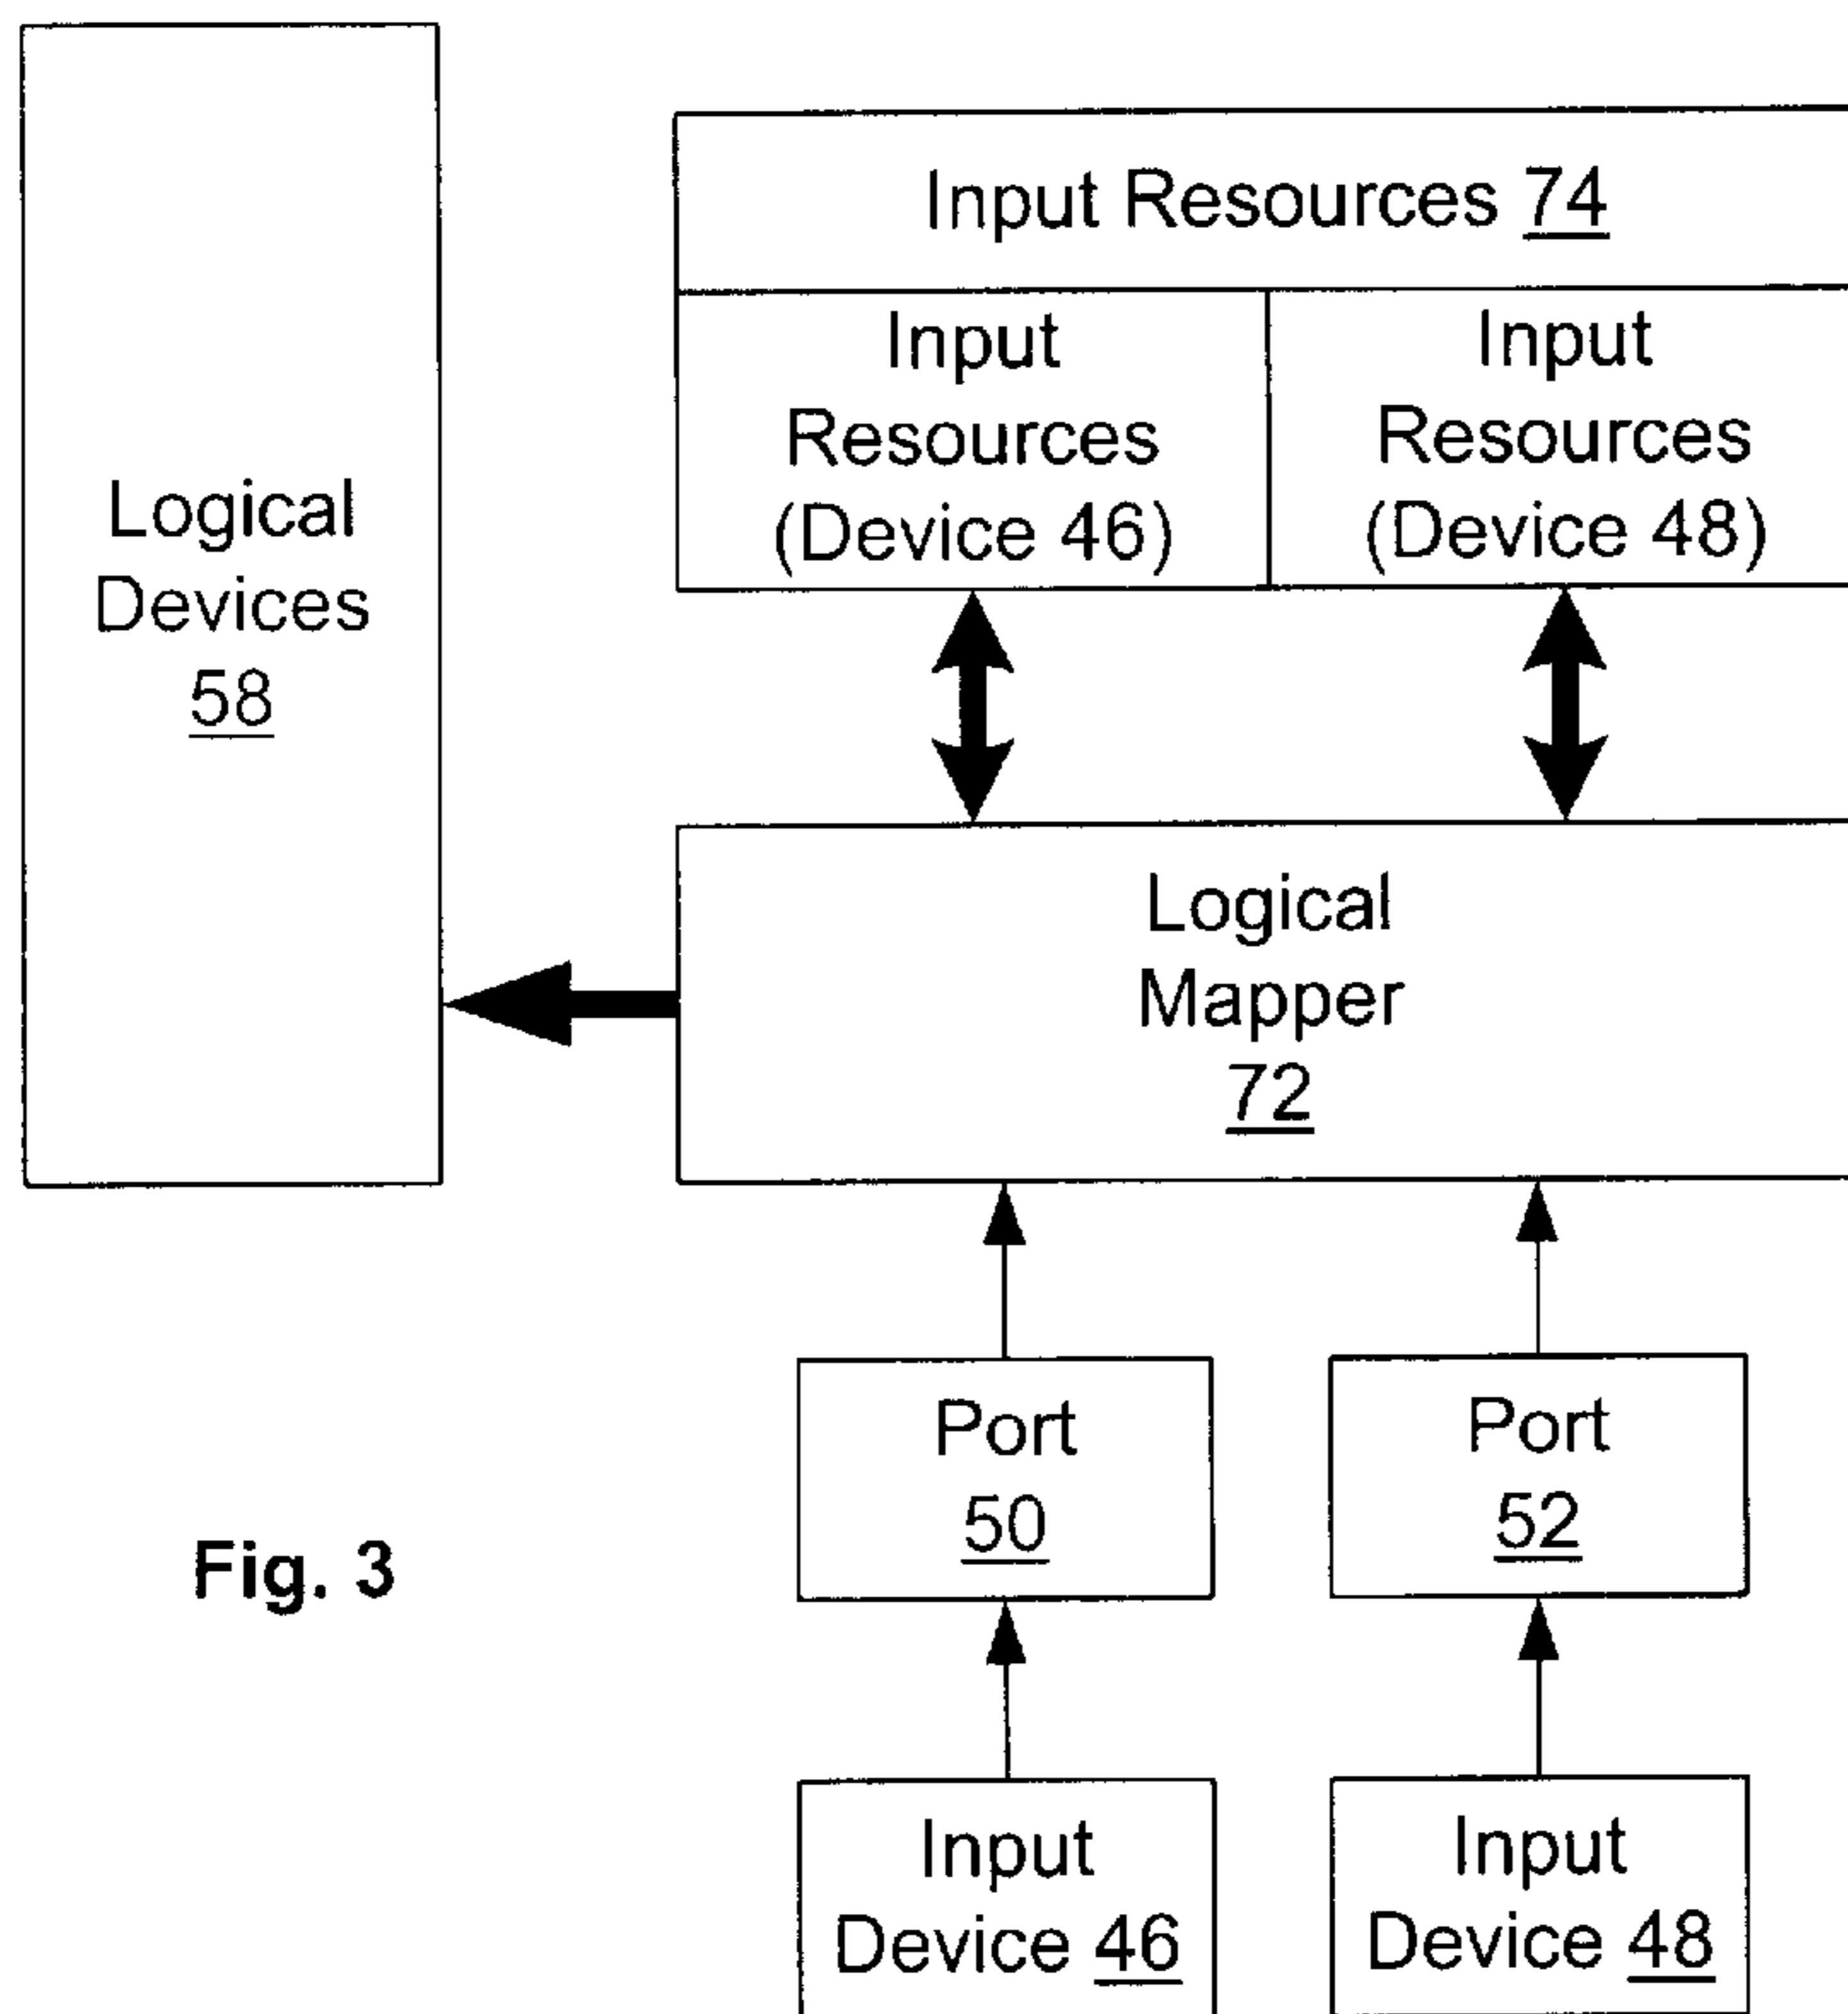 Logical
Devices
58
Input Resources 74
Input
Resources
(Device 46)
Input
Resources
(Device 48)
Logical
Mapper
72
Port
50
Port
52
Fig. 3
Input
Device 46
Input
Device 48